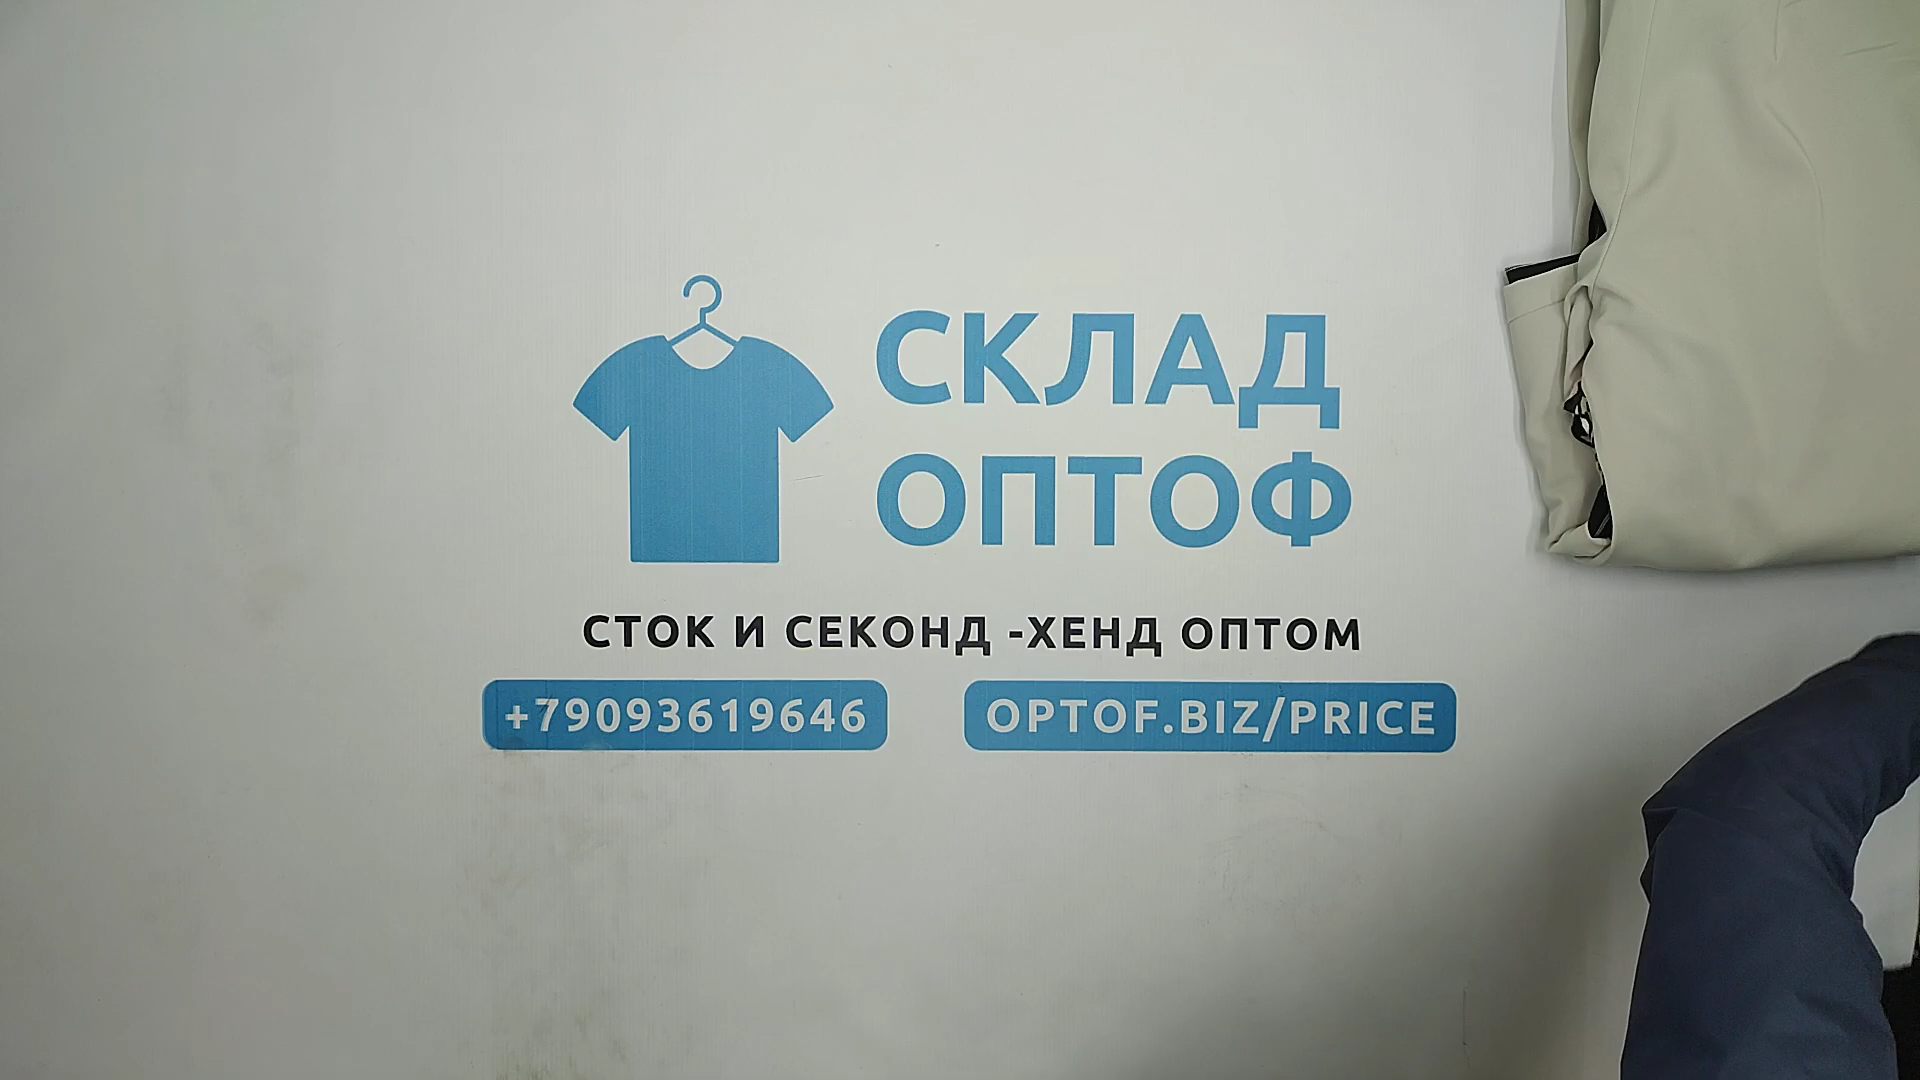 СКЛАД
ОПТОФ
СТОК И СЕКОНД -ХЕНД ОПТОМ
+79093619646
OPTOF.BIZ/PRICE